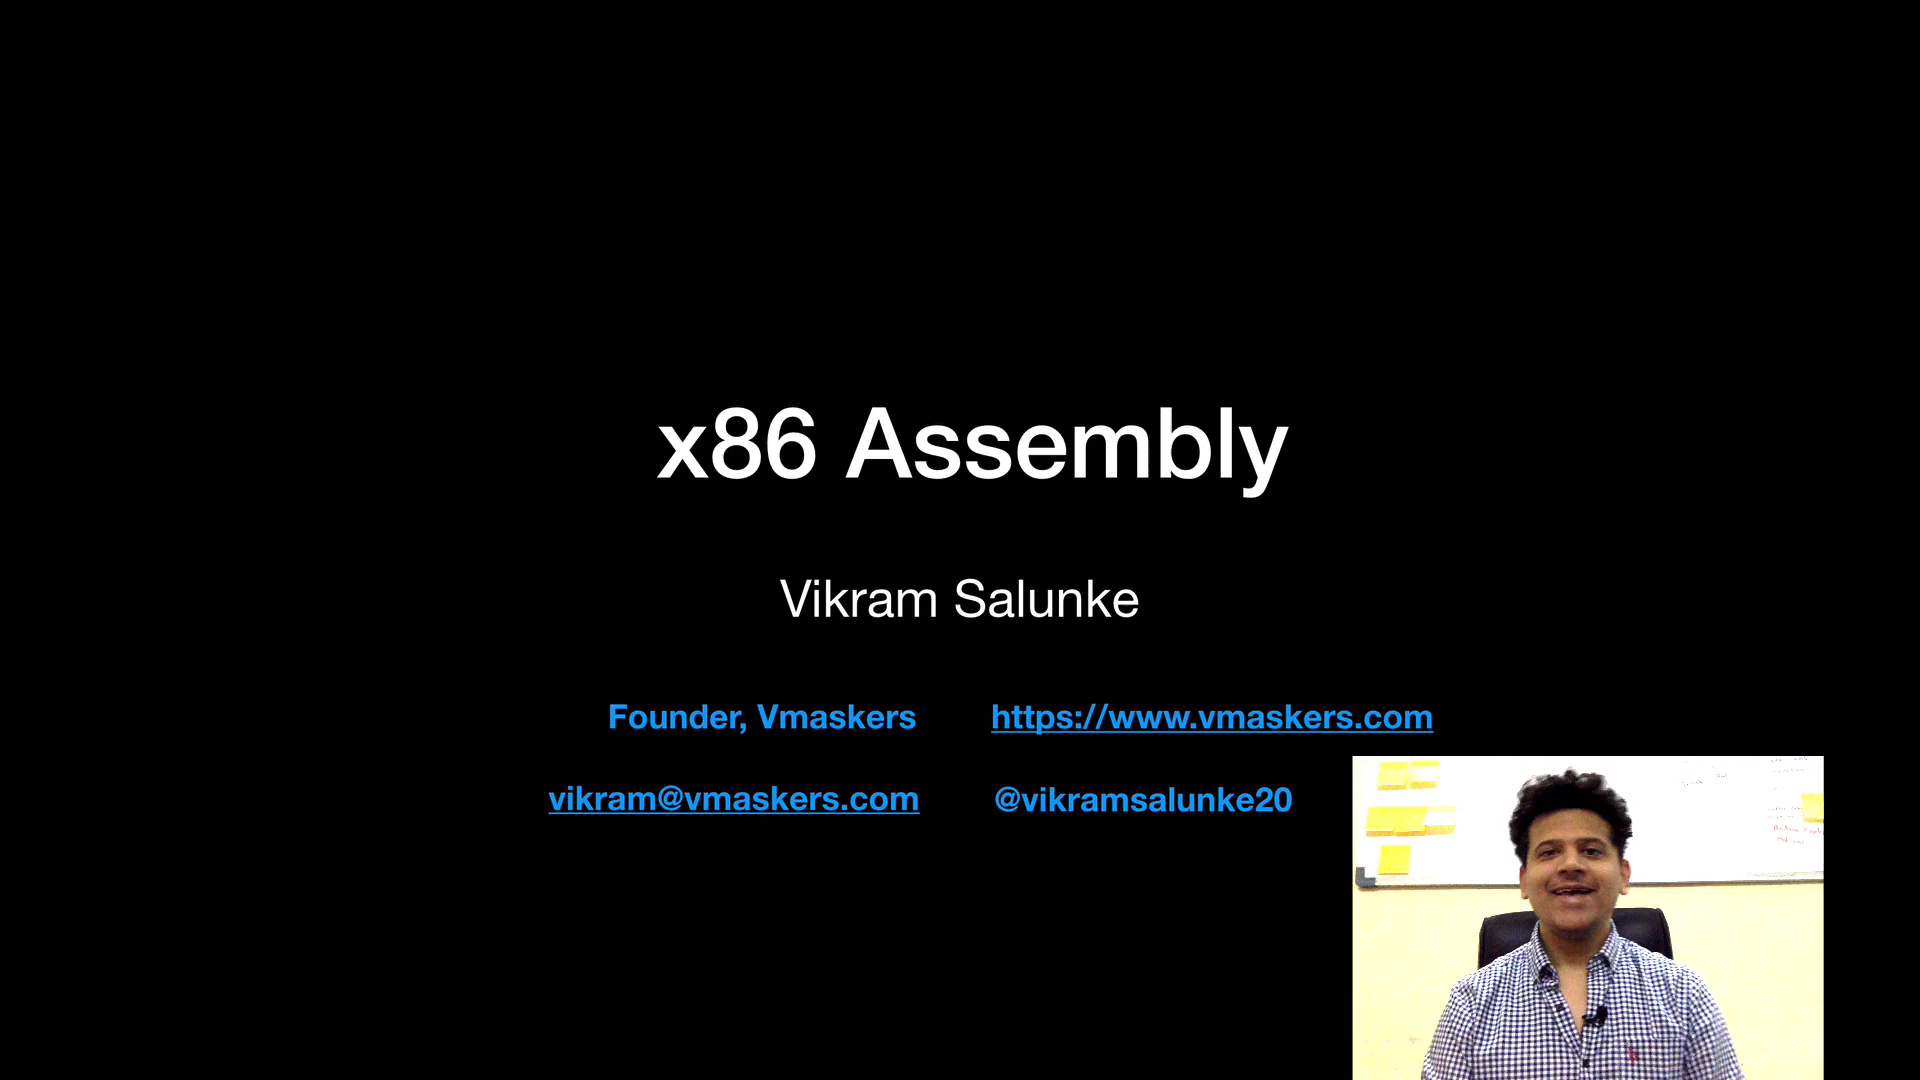 x86 Assembly
Vikram Salunke
Founder, Vmaskers https://www.vmaskers.com
vikram@vmaskers.com @vikramsalunke20